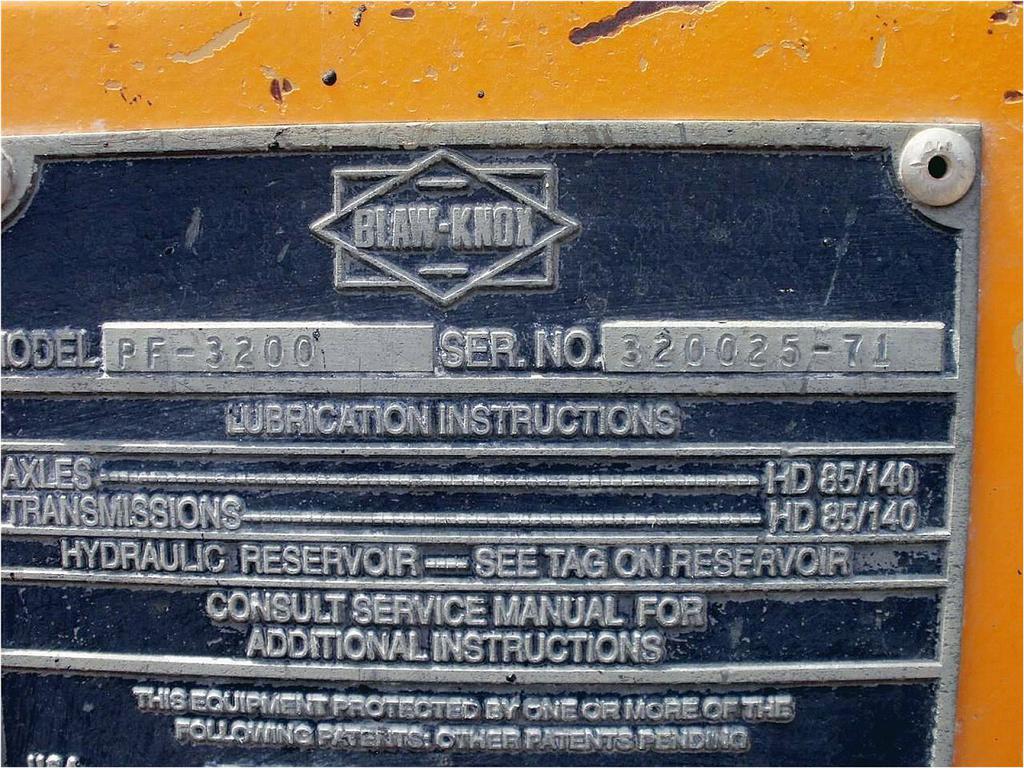 BLAW-KNOX
MODEL PF-3200 SER. NO. 320025-71
LUBRICATION INSTRUCTIONS
AXLES HD 85/140
TRANSMISSIONS HD 85/140
HYDRAULIC RESERVOIR — SEE TAG ON RESERVOIR
CONSULT SERVICE MANUAL FOR
ADDITIONAL INSTRUCTIONS
THIS EQUIPMENT PROTECTED BY ONE OR MORE OF THE
FOLLOWING PATENTS: OTHER PATENTS PENDING
USA